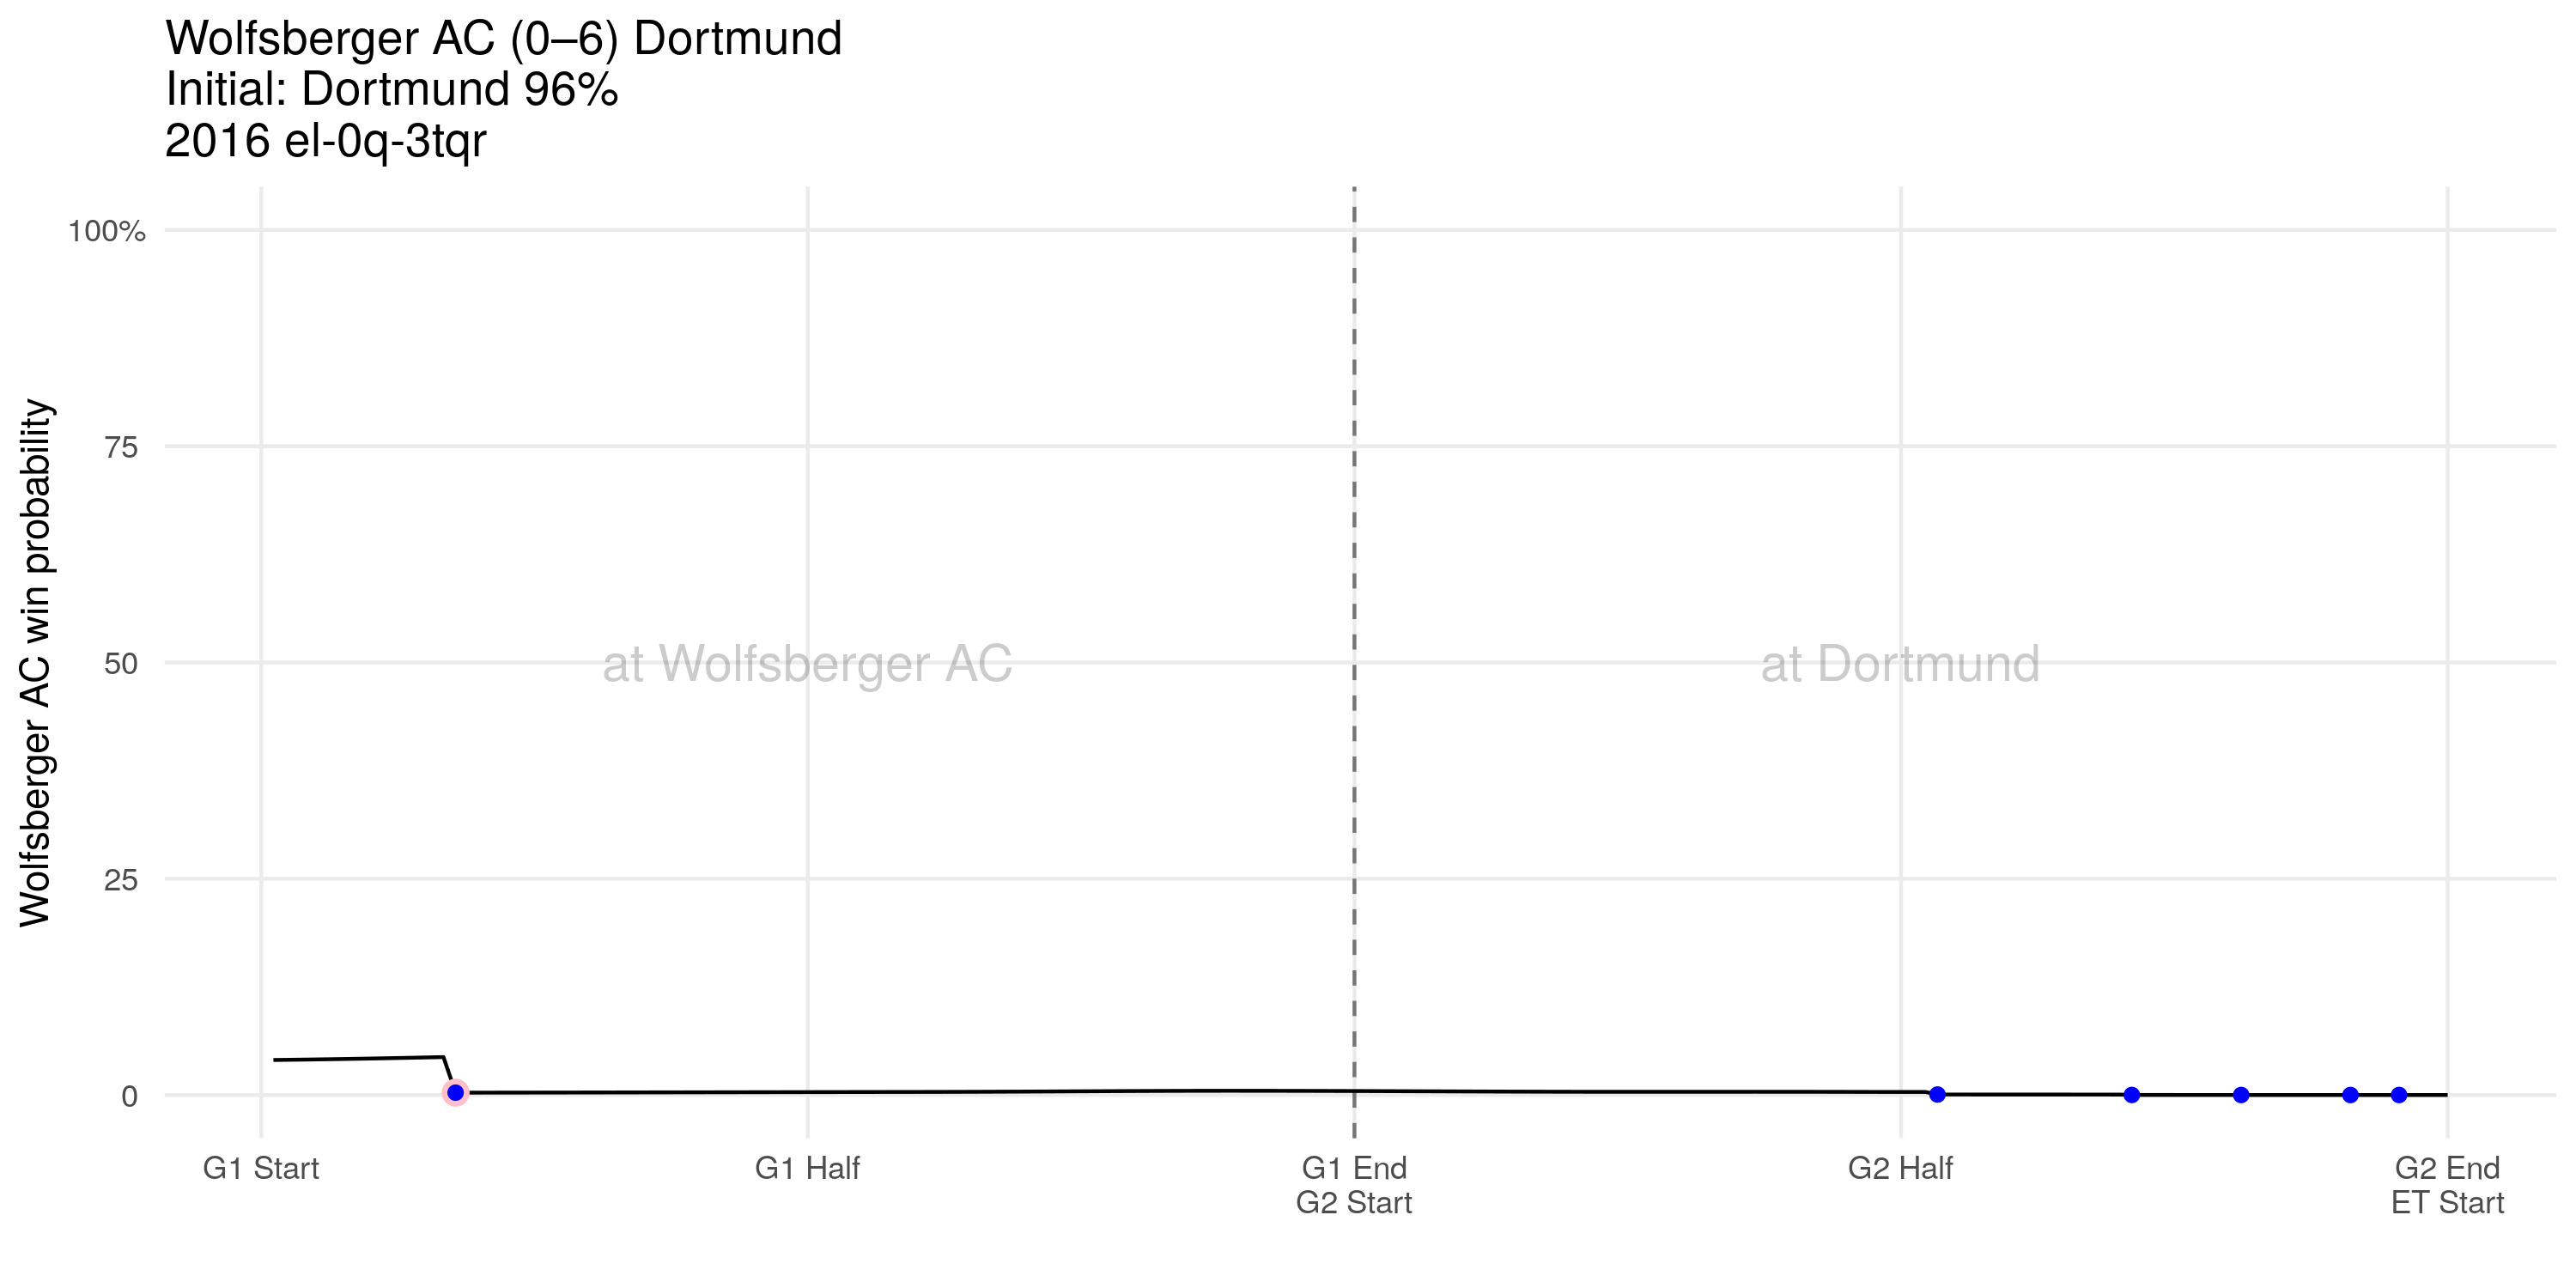 Wolfsberger AC (0–6) Dortmund
Initial: Dortmund 96%
2016 el-0q-3tqr
Wolfsberger AC win probability
100%
75
50
25
0
at Wolfsberger AC
at Dortmund
G1 Start
G1 Half
G1 End
G2 Start
G2 Half
G2 End
ET Start